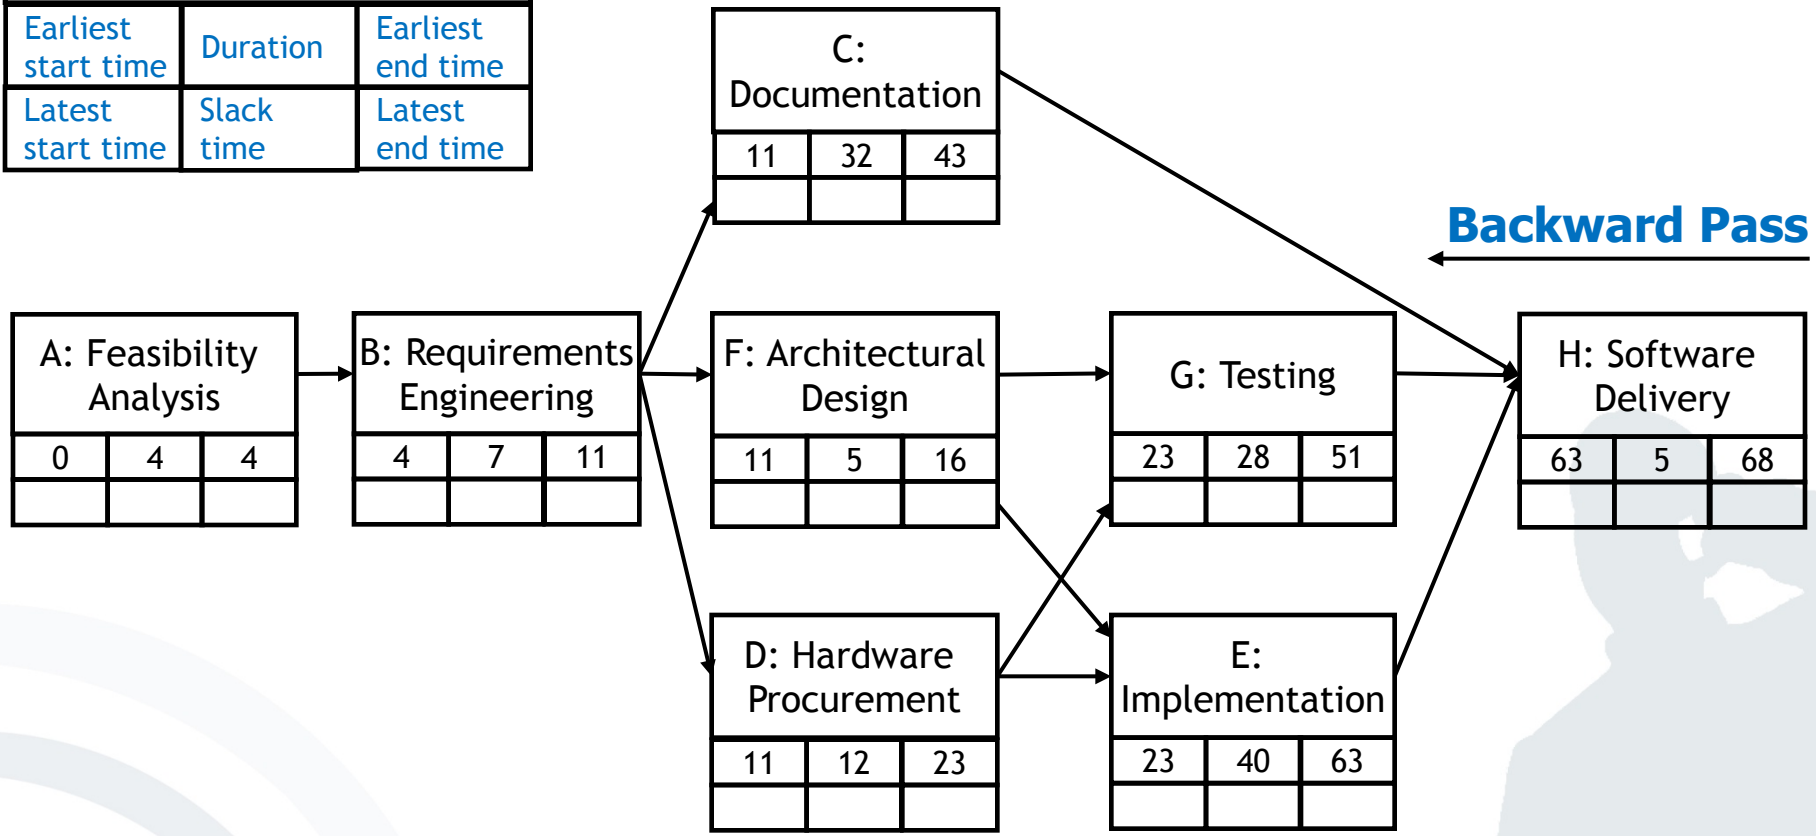 Earliest
start time
Duration
Earliest
end time
Latest
start time
Slack
time
Latest
end time
C:
Documentation
11 32 43
Backward Pass
A: Feasibility
Analysis
0 4 4
B: Requirements
Engineering
4 7 11
F: Architectural
Design
11 5 16
G: Testing
23 28 51
H: Software
Delivery
63 5 68
D: Hardware
Procurement
11 12 23
E:
Implementation
23 40 63